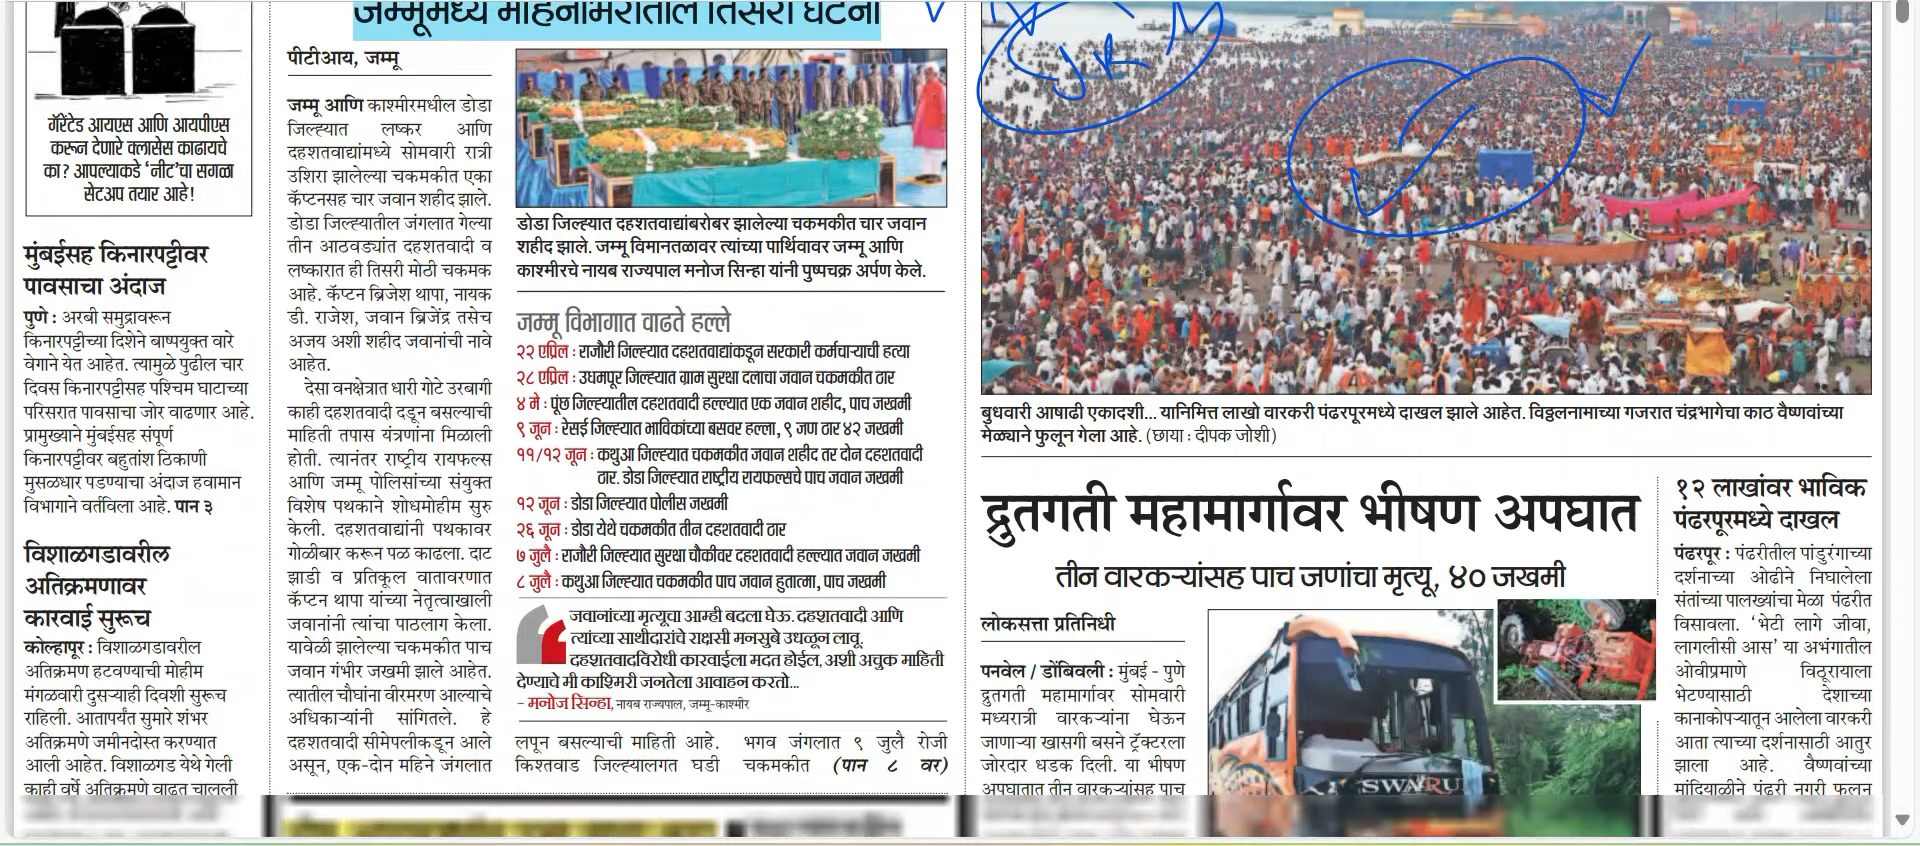 गॅरेंटेड आयएस आणि आयपीएस
करून देणारे क्लासेस काढायचे
का? आपल्याकडे ‘नीट’चा सगळा
सेटअप तयार आहे!
मुंबईसह किनारपट्टीवर
पावसाचा अंदाज
पुणे : अरबी समुद्रावरून
किनारपट्टीच्या दिशेने बाष्पयुक्त वारे
वेगाने येत आहेत. त्यामुळे पुढील चार
दिवस किनारपट्टीसह पश्चिम घाटाच्या
परिसरात पावसाचा जोर वाढणार आहे.
प्रामुख्याने मुंबईसह संपूर्ण
किनारपट्टीवर बहुतांश ठिकाणी
मुसळधार पडण्याचा अंदाज हवामान
विभागाने वर्तविला आहे. पान ३
विशाळगडावरील
अतिक्रमणावर
कारवाई सुरूच
कोल्हापूर : विशाळगडावरील
अतिक्रमण हटवण्याची मोहीम
मंगळवारी दुसऱ्याही दिवशी सुरूच
राहिली. आतापर्यंत सुमारे शंभर
अतिक्रमणे जमीनदोस्त करण्यात
आली आहेत. विशाळगड येथे गेली
काही वर्षे अतिक्रमणे वाढत चालली
जम्मूमध्ये महिनाभरातील तिसरी घटना
पीटीआय, जम्मू
जम्मू आणि काश्मीरमधील डोडा
जिल्ह्यात लष्कर आणि
दहशतवाद्यांमध्ये सोमवारी रात्री
उशिरा झालेल्या चकमकीत एका
कॅप्टनसह चार जवान शहीद झाले.
डोडा जिल्ह्यातील जंगलात गेल्या
तीन आठवड्यांत दहशतवादी व
लष्कारात ही तिसरी मोठी चकमक
आहे. कॅप्टन ब्रिजेश थापा, नायक
डी. राजेश, जवान ब्रिजेंद्र तसेच
अजय अशी शहीद जवानांची नावे
आहेत.
देसा वनक्षेत्रात धारी गोटे उरबागी
काही दहशतवादी दडून बसल्याची
माहिती तपास यंत्रणांना मिळाली
होती. त्यानंतर राष्ट्रीय रायफल्स
आणि जम्मू पोलिसांच्या संयुक्त
विशेष पथकाने शोधमोहीम सुरु
केली. दहशतवाद्यांनी पथकावर
गोळीबार करून पळ काढला. दाट
झाडी व प्रतिकूल वातावरणात
कॅप्टन थापा यांच्या नेतृत्वाखाली
जवानांनी त्यांचा पाठलाग केला.
यावेळी झालेल्या चकमकीत पाच
जवान गंभीर जखमी झाले आहेत.
त्यातील चौघांना वीरमरण आल्याचे
अधिकाऱ्यांनी सांगितले. हे
दहशतवादी सीमेपलीकडून आले
असून, एक-दोन महिने जंगलात
डोडा जिल्ह्यात दहशतवाद्यांबरोबर झालेल्या चकमकीत चार जवान
शहीद झाले. जम्मू विमानतळावर त्यांच्या पार्थिवावर जम्मू आणि
काश्मीरचे नायब राज्यपाल मनोज सिन्हा यांनी पुष्पचक्र अर्पण केले.
जम्मू विभागात वाढते हल्ले
२२ एप्रिल : राजौरी जिल्ह्यात दहशतवाद्यांकडून सरकारी कर्मचाऱ्याची हत्या
२८ एप्रिल : उधमपूर जिल्ह्यात ग्राम सुरक्षा दलाचा जवान चकमकीत ठार
४ मे : पूंछ जिल्ह्यातील दहशतवादी हल्ल्यात एक जवान शहीद, पाच जखमी
९ जून : रेसई जिल्ह्यात भाविकांच्या बसवर हल्ला, ९ जण ठार ४२ जखमी
११/१२ जून : कथुआ जिल्ह्यात चकमकीत जवान शहीद तर दोन दहशतवादी
ठार. डोडा जिल्ह्यात राष्ट्रीय रायफल्सचे पाच जवान जखमी
१२ जून : डोडा जिल्ह्यात पोलीस जखमी
२६ जून : डोडा येथे चकमकीत तीन दहशतवादी ठार
७ जुलै : राजौरी जिल्ह्यात सुरक्षा चौकीवर दहशतवादी हल्ल्यात जवान जखमी
८ जुलै : कथुआ जिल्ह्यात चकमकीत पाच जवान हुतात्मा, पाच जखमी
जवानांच्या मृत्यूचा आम्ही बदला घेऊ. दहशतवादी आणि
त्यांच्या साथीदारांचे राक्षसी मनसुबे उधळून लावू.
दहशतवादविरोधी कारवाईला मदत होईल, अशी अचुक माहिती
देण्याचे मी काश्मिरी जनतेला आवाहन करतो...
– मनोज सिन्हा, नायब राज्यपाल, जम्मू-काश्मीर
लपून बसल्याची माहिती आहे.
किश्तवाड जिल्ह्यालगत घडी
भगव जंगलात ९ जुलै रोजी
चकमकीत (पान ८ वर)
बुधवारी आषाढी एकादशी... यानिमित्त लाखो वारकरी पंढरपूरमध्ये दाखल झाले आहेत. विठ्ठलनामाच्या गजरात चंद्रभागेचा काठ वैष्णवांच्या
मेळ्याने फुलून गेला आहे. (छाया : दीपक जोशी)
द्रुतगती महामार्गावर भीषण अपघात
तीन वारकऱ्यांसह पाच जणांचा मृत्यू, ४० जखमी
लोकसत्ता प्रतिनिधी
पनवेल / डोंबिवली : मुंबई - पुणे
द्रुतगती महामार्गावर सोमवारी
मध्यरात्री वारकऱ्यांना घेऊन
जाणाऱ्या खासगी बसने ट्रॅक्टरला
जोरदार धडक दिली. या भीषण
अपघातात तीन वारकऱ्यांसह पाच
SWARU
१२ लाखांवर भाविक
पंढरपूरमध्ये दाखल
पंढरपूर : पंढरीतील पांडुरंगाच्या
दर्शनाच्या ओढीने निघालेला
संतांच्या पालख्यांचा मेळा पंढरीत
विसावला. ‘भेटी लागे जीवा,
लागलीसी आस’ या अभंगातील
ओवीप्रमाणे विठूरायाला
भेटण्यासाठी देशाच्या
कानाकोपऱ्यातून आलेला वारकरी
आता त्याच्या दर्शनासाठी आतुर
झाला आहे. वैष्णवांच्या
मांदियाळीने पंढरी नगरी फुलून